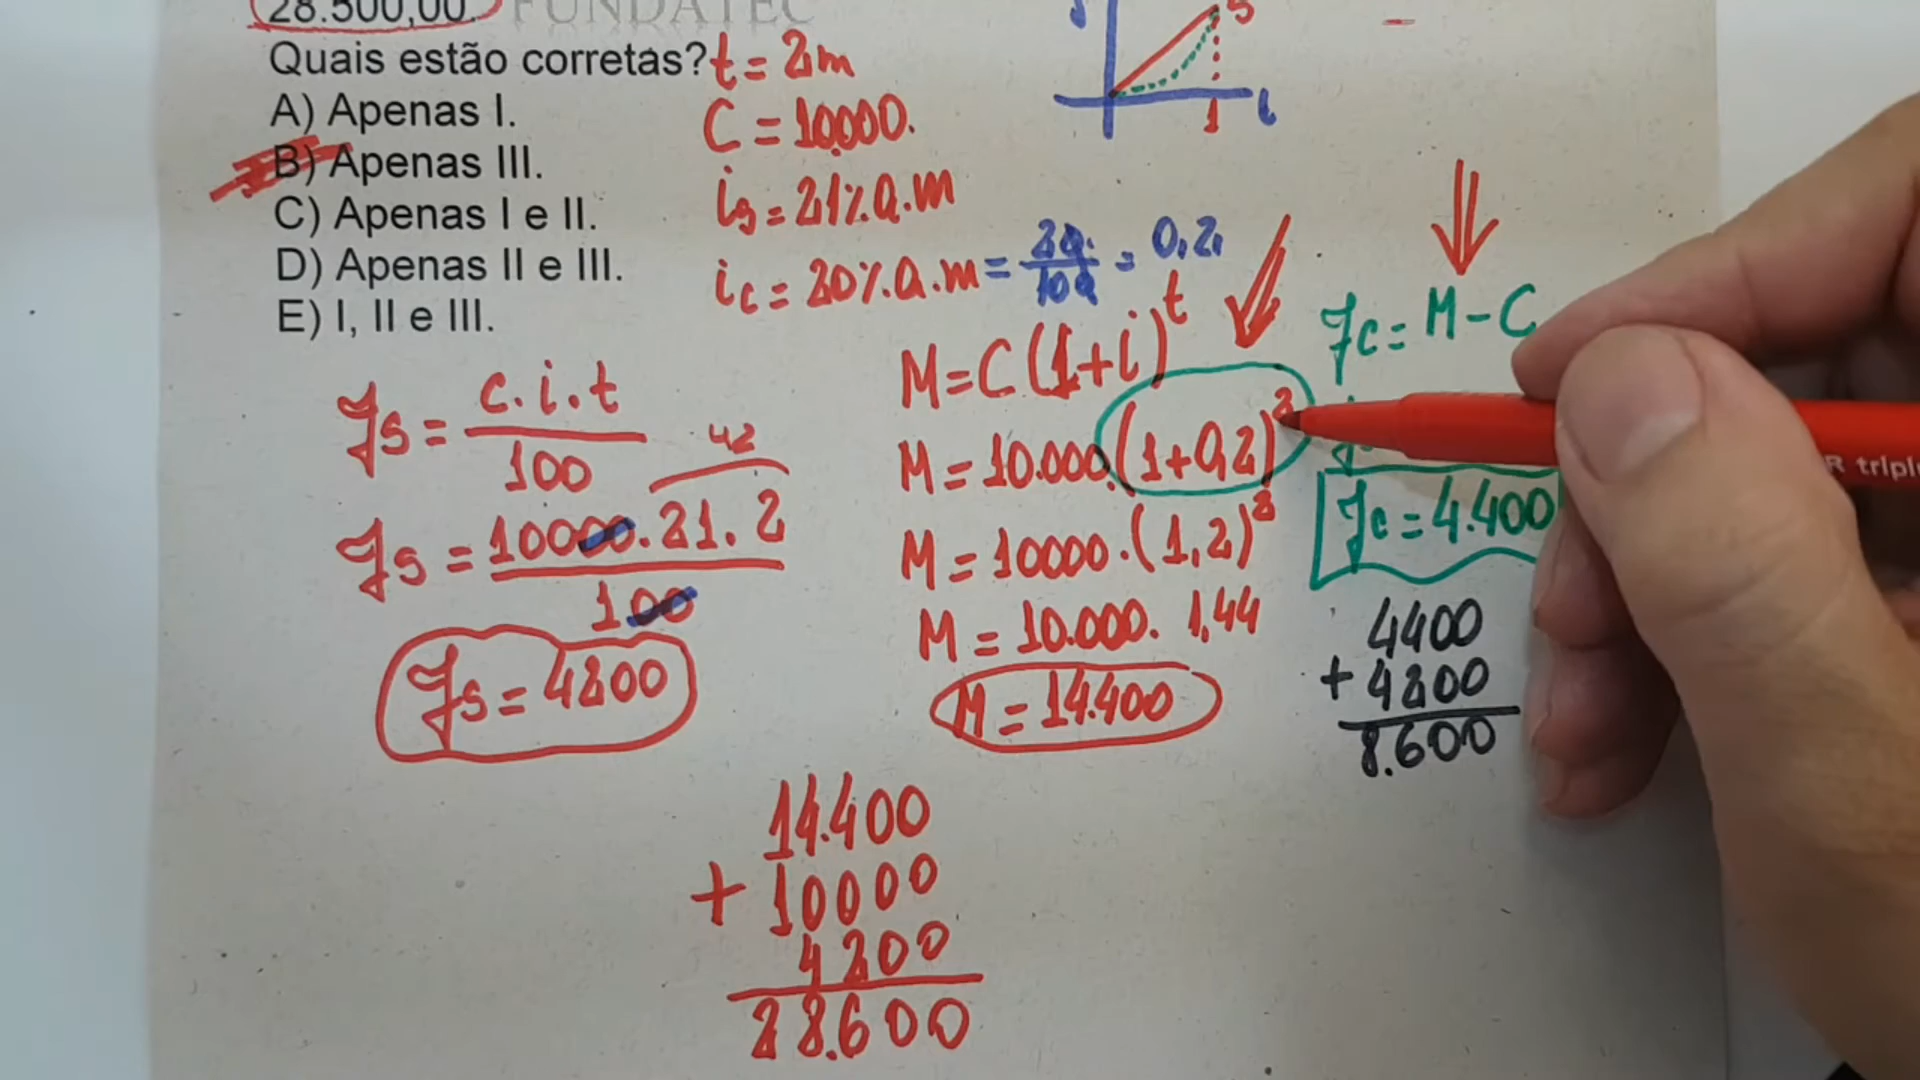 28.500,00. FUNDATEC
Quais estão corretas?
A) Apenas I.
B) Apenas III.
C) Apenas I e II.
D) Apenas II e III.
E) I, II e III.
t = 2m
C = 10000.
is = 21% a.m
ic = 20% a.m = 20/100 = 0,2
S
1
t
Js = c.i.t
100
42
Js = 10000.21.2
100
Js = 4200
M = C(1+i)^t
M = 10.000.(1+0,2)^2
M = 10000.(1,2)^2
M = 10.000. 1,44
M = 14.400
Jc = M - C
Jc = 4.400
4400
+ 4200
8.600
14.400
+ 10000
4200
28.600
R tripl